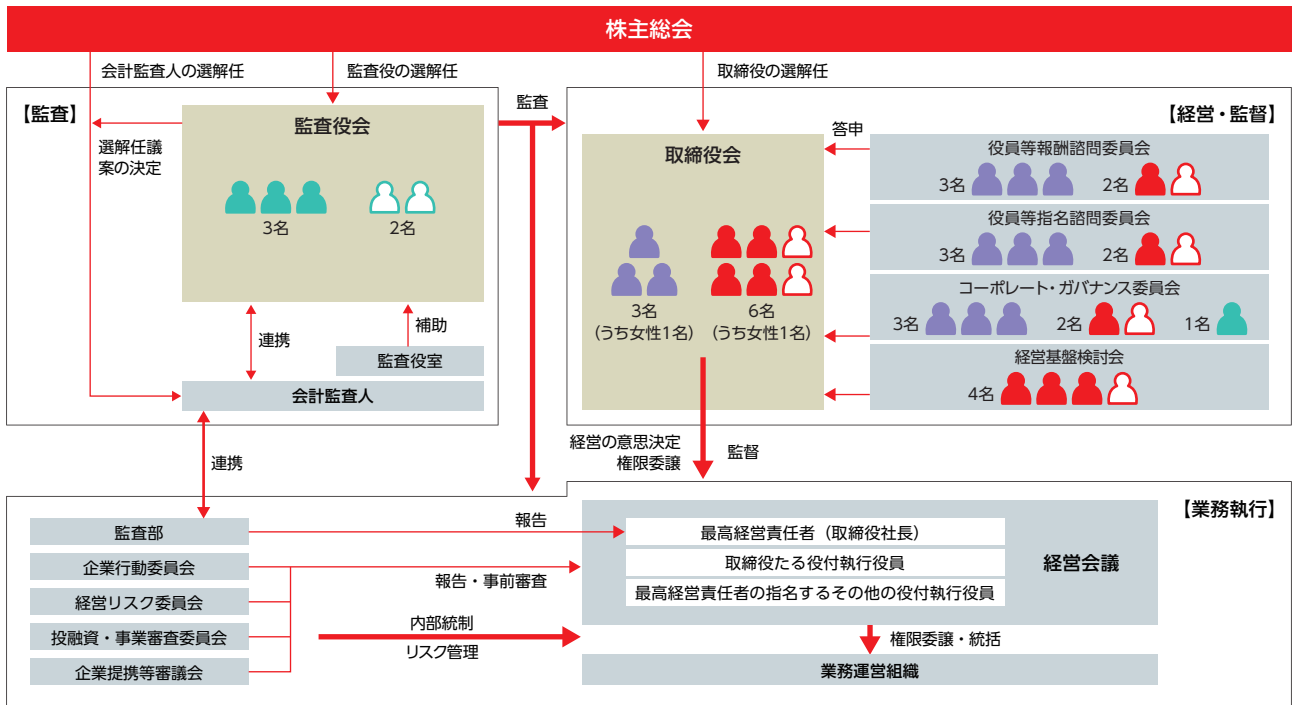 株主総会
会計監査人の選解任
監査役の選解任
取締役の選解任
【監査】
監査役会
選解任議
案の決定
3名
2名
連携
補助
監査役室
会計監査人
監査
【経営・監督】
取締役会
3名
(うち女性1名)
6名
(うち女性1名)
答申
役員等報酬諮問委員会
3名
2名
役員等指名諮問委員会
3名
2名
コーポレート・ガバナンス委員会
3名
2名
1名
経営基盤検討会
4名
連携
経営の意思決定
権限委譲
監督
【業務執行】
監査部
企業行動委員会
経営リスク委員会
投融資・事業審査委員会
企業提携等審議会
報告
報告・事前審査
内部統制
リスク管理
最高経営責任者（取締役社長）
取締役たる役付執行役員
最高経営責任者の指名するその他の役付執行役員
経営会議
権限委譲・統括
業務運営組織